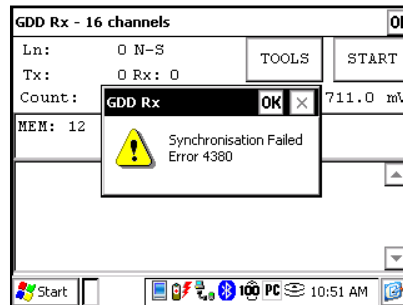 GDD Rx - 16 channels
Ln: 0 N-S
TOOLS START
Tx: 0 Rx: 0
Count: 711.0 mV
GDD Rx OK
MEM: 12
Synchronisation Failed
Error 4380
Start PC 10:51 AM